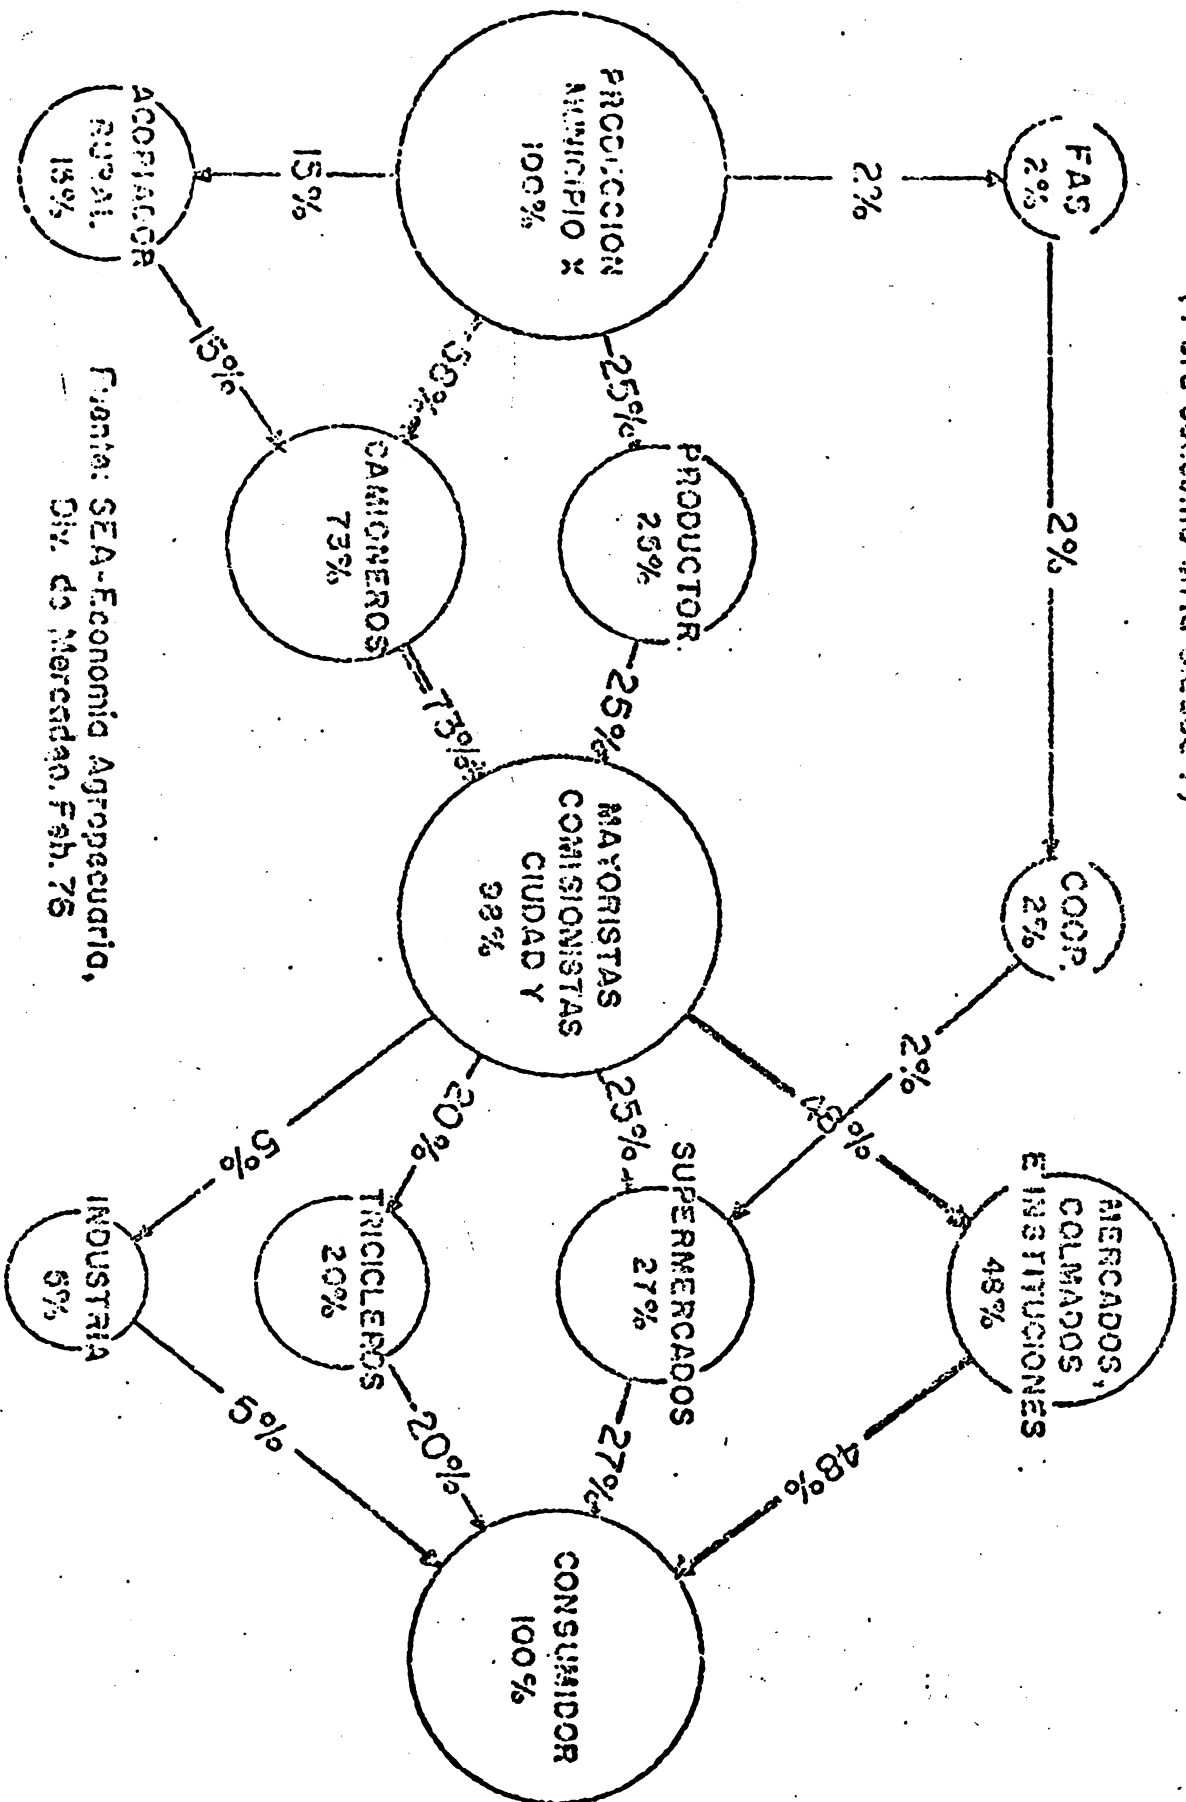 FAS
2%
2%
2%
COOP.
2%
2%
PRODUCCION
MUNICIPIO X
100%
15%
ACOPIADOR
RURAL.
15%
15%
58%
25%
PRODUCTOR.
25%
25%
CAMIONEROS
73%
73%
MAYORISTAS
COMISIONISTAS
CIUDAD Y
98%
48%
25%
20%
5%
MERCADOS,
COLMADOS
E INSTITUCIONES
48%
SUPERMERCADOS
27%
TRICICLEROS
20%
INDUSTRIA
5%
48%
27%
20%
5%
CONSUMIDOR
100%
Fuente: SEA-Economia Agropecuaria,
Div. de Mercadeo. Feb. 76